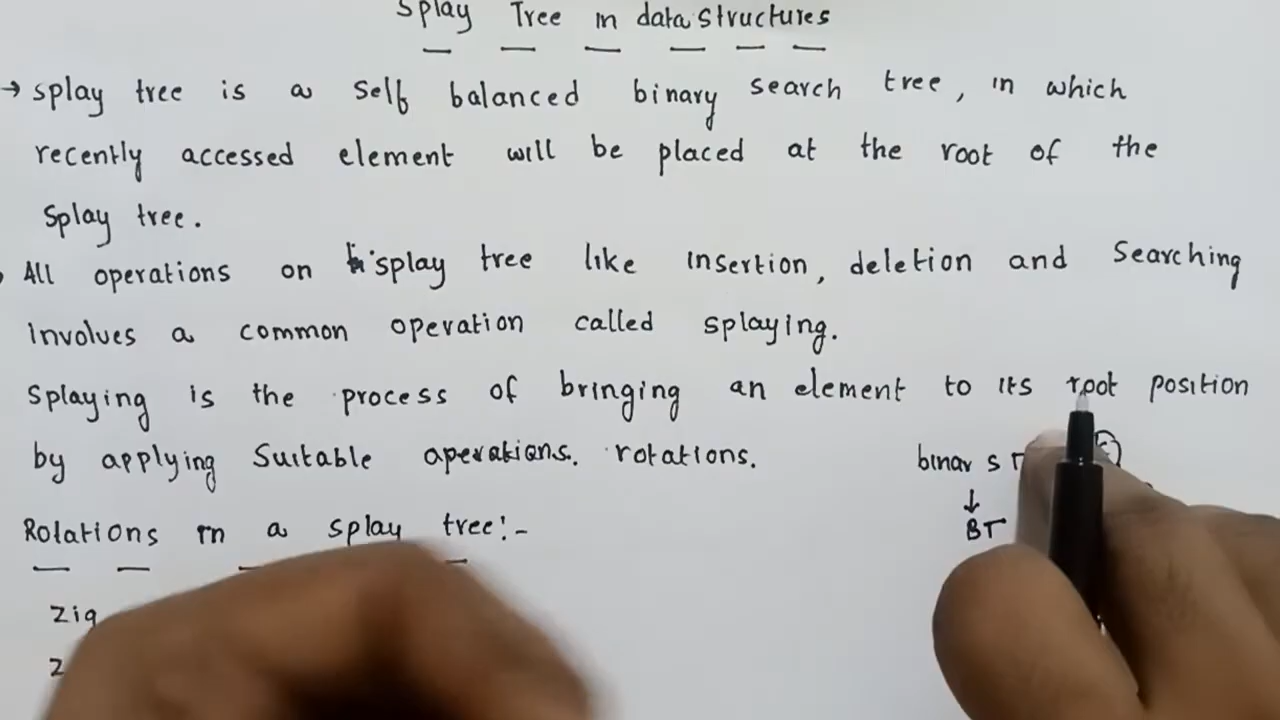 Splay Tree in data structures
→ splay tree is a self balanced binary search tree, in which
recently accessed element will be placed at the root of the
splay tree.
All operations on splay tree like insertion, deletion and searching
involves a common operation called splaying.
splaying is the process of bringing an element to its root position
by applying suitable operations. rotations.
binar s T
↓
BT
Rotations in a splay tree:-
Zig
Z